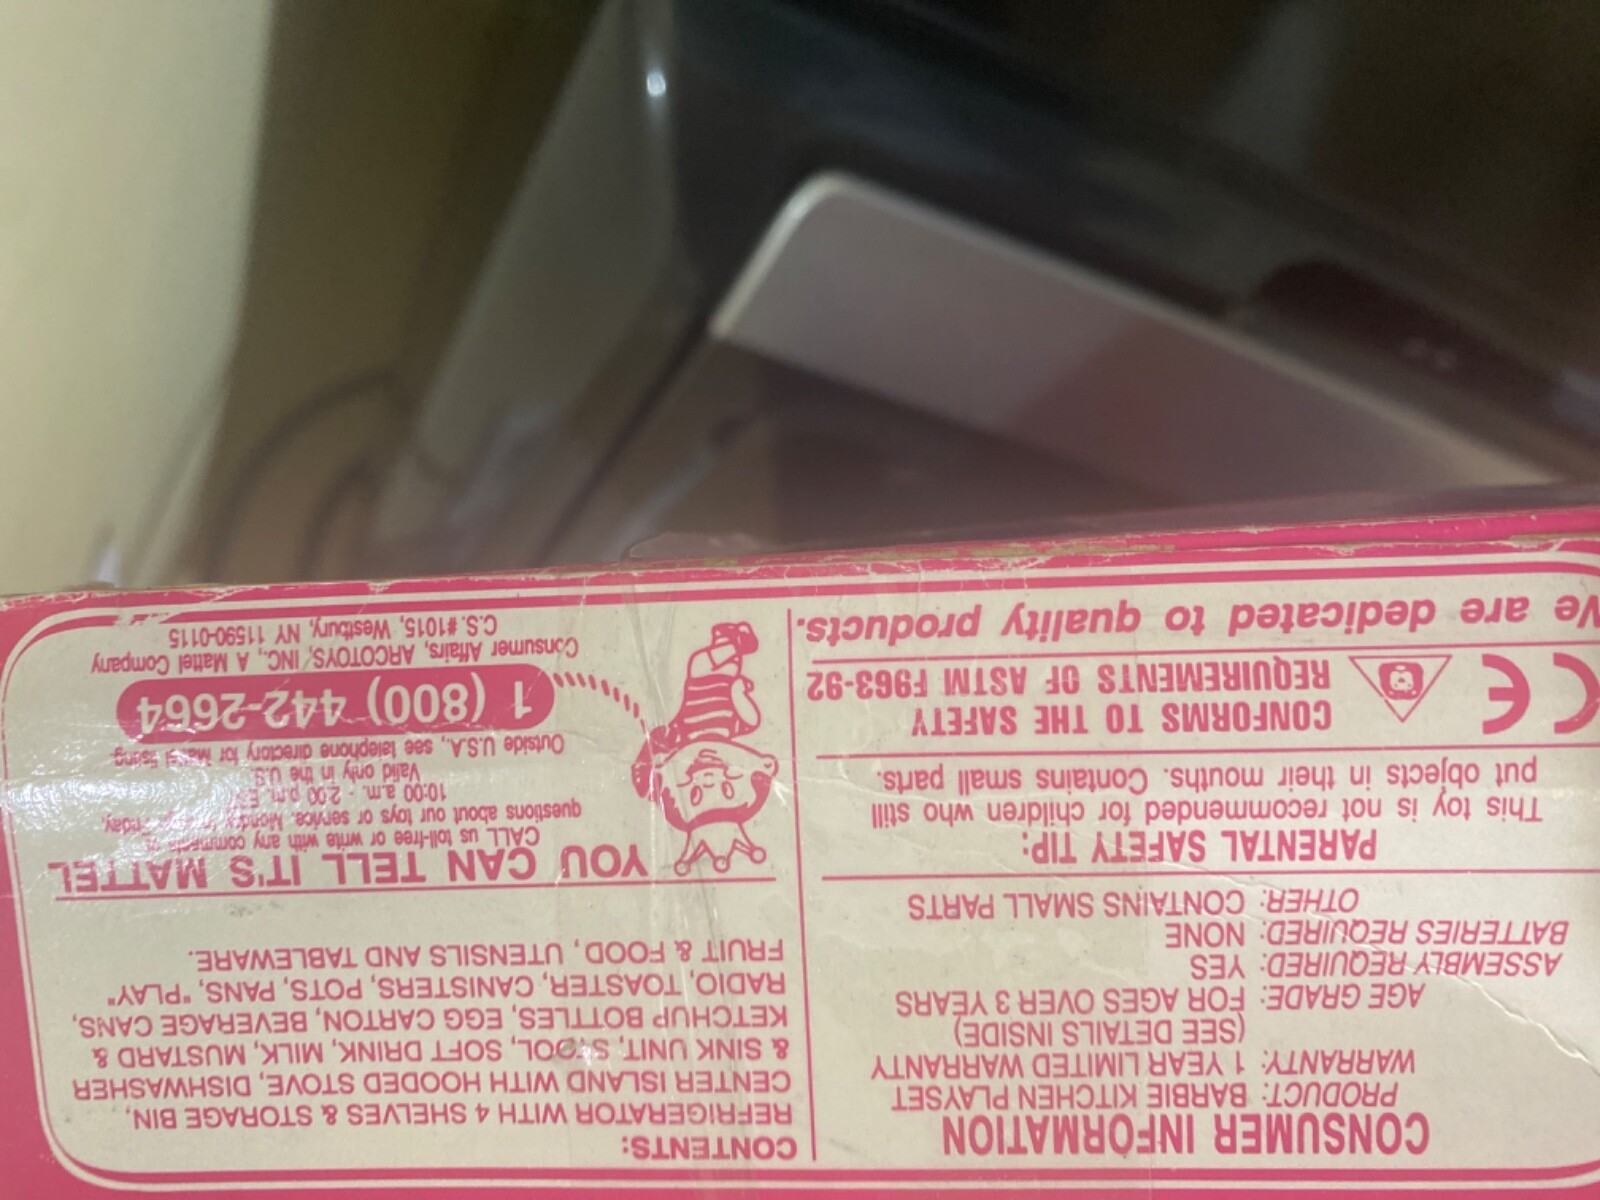 CONSUMER INFORMATION
PRODUCT: BARBIE KITCHEN PLAYSET
WARRANTY: 1 YEAR LIMITED WARRANTY
(SEE DETAILS INSIDE)
AGE GRADE: FOR AGES OVER 3 YEARS
ASSEMBLY REQUIRED: YES
BATTERIES REQUIRED: NONE
OTHER: CONTAINS SMALL PARTS
PARENTAL SAFETY TIP:
This toy is not recommended for children who still
put objects in their mouths. Contains small parts.
CE
CONFORMS TO THE SAFETY
REQUIREMENTS OF ASTM F963-92
We are dedicated to quality products.
CONTENTS:
REFRIGERATOR WITH 4 SHELVES & STORAGE BIN,
CENTER ISLAND WITH HOODED STOVE, DISHWASHER
& SINK UNIT, STOOL, SOFT DRINK, MILK, MUSTARD &
KETCHUP BOTTLES, EGG CARTON, BEVERAGE CANS,
RADIO, TOASTER, CANISTERS, POTS, PANS, "PLAY"
FRUIT & FOOD, UTENSILS AND TABLEWARE.
YOU CAN TELL IT'S MATTEL
CALL us toll-free or write with any comments or
questions about our toys or service, Monday Friday
10:00 a.m. - 2:00 p.m.
Valid only in the U.S.
Outside U.S.A., see telephone directory for Mattel listing
1 (800) 442-2664
Consumer Affairs, ARCOTOYS, INC., A Mattel Company
C.S. #1015, Westbury, NY 11590-0115